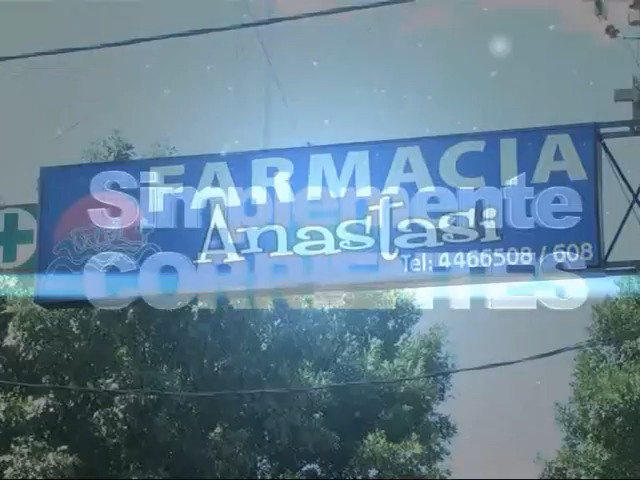 FARMACIA
Simplemente
Anastasi
Tel: 4466508 / 608
CORRIENTES